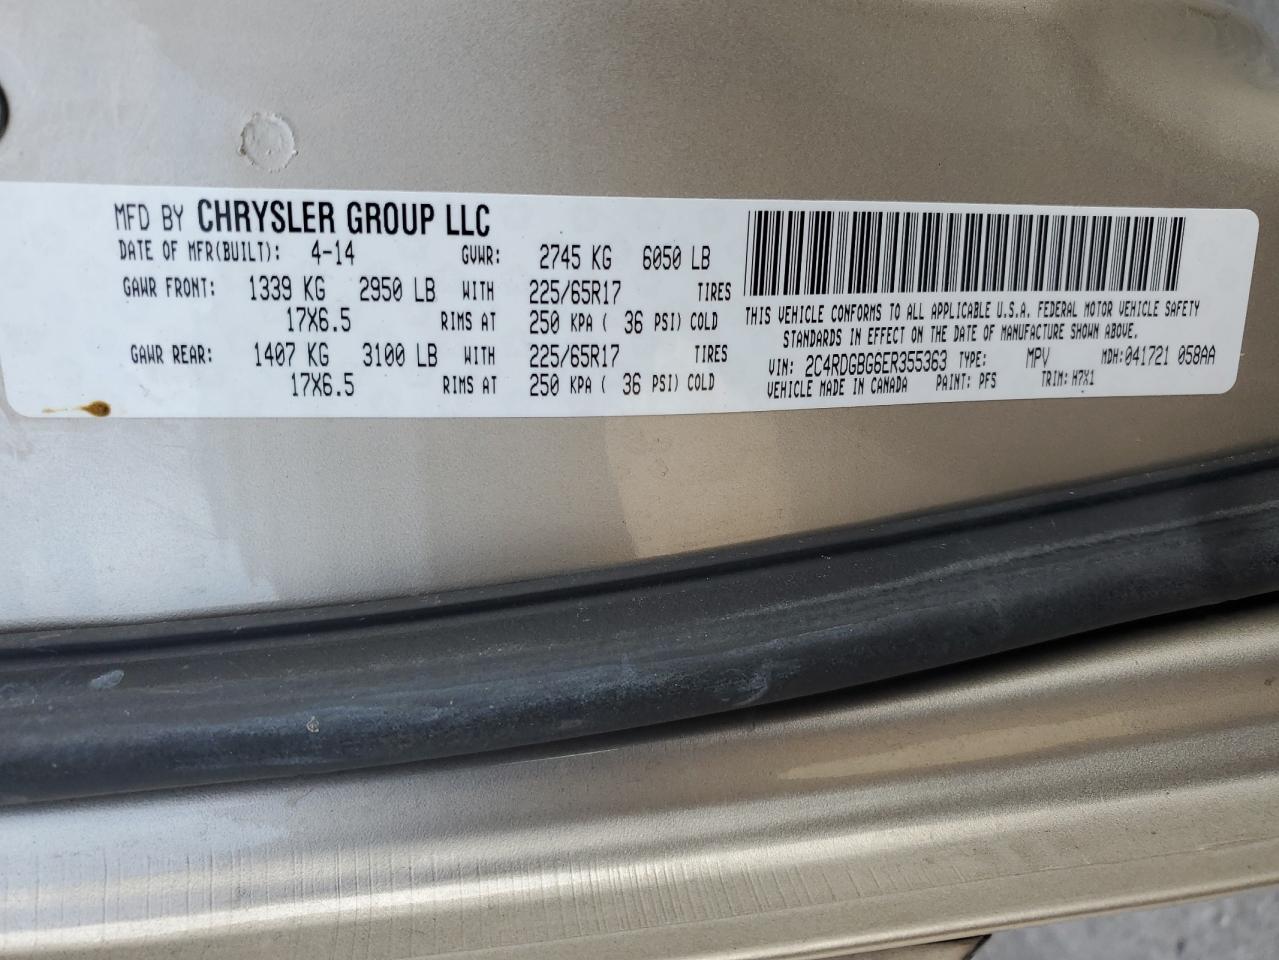 MFD BY CHRYSLER GROUP LLC
DATE OF MFR(BUILT): 4-14 GVWR: 2745 KG 6050 LB
GAWR FRONT: 1339 KG 2950 LB WITH 225/65R17 TIRES
17X6.5 RIMS AT 250 KPA ( 36 PSI) COLD
GAWR REAR: 1407 KG 3100 LB WITH 225/65R17 TIRES
17X6.5 RIMS AT 250 KPA ( 36 PSI) COLD
THIS VEHICLE CONFORMS TO ALL APPLICABLE U.S.A. FEDERAL MOTOR VEHICLE SAFETY
STANDARDS IN EFFECT ON THE DATE OF MANUFACTURE SHOWN ABOVE.
VIN: 2C4RDGBG6ER355363 TYPE: MPV MDH:041721 058AA
VEHICLE MADE IN CANADA PAINT: PFS TRIM: H7X1